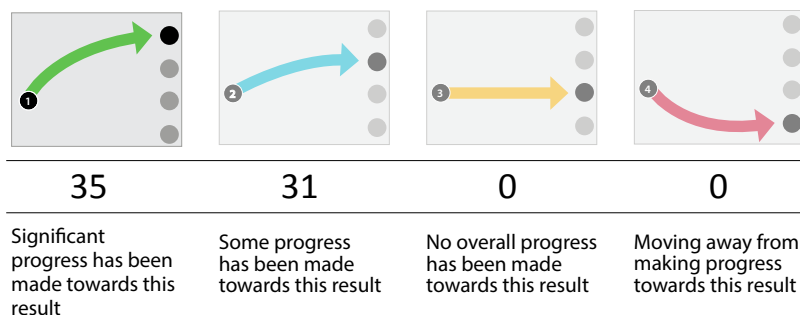 1
2
3
4
35
31
0
0
Significant
progress has been
made towards this
result
Some progress
has been made
towards this result
No overall progress
has been made
towards this result
Moving away from
making progress
towards this result